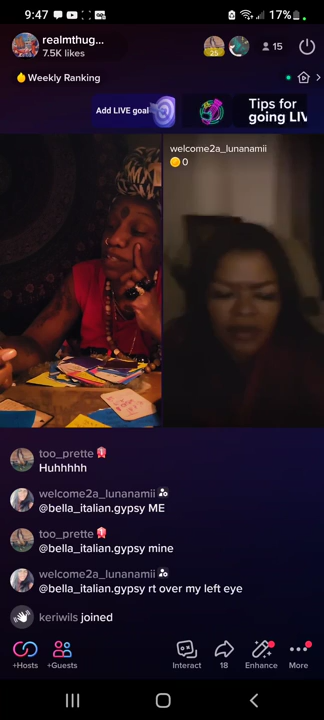 9:47
17%
realmthug...
7.5K likes
25
15
Weekly Ranking
Add LIVE goal
Tips for
going LIV
welcome2a_lunanamii
0
too_prette
Huhhhhh
welcome2a_lunanamii
@bella_italian.gypsy ME
too_prette
@bella_italian.gypsy mine
welcome2a_lunanamii
@bella_italian.gypsy rt over my left eye
keriwils joined
+Hosts
+Guests
Interact
18
Enhance
More